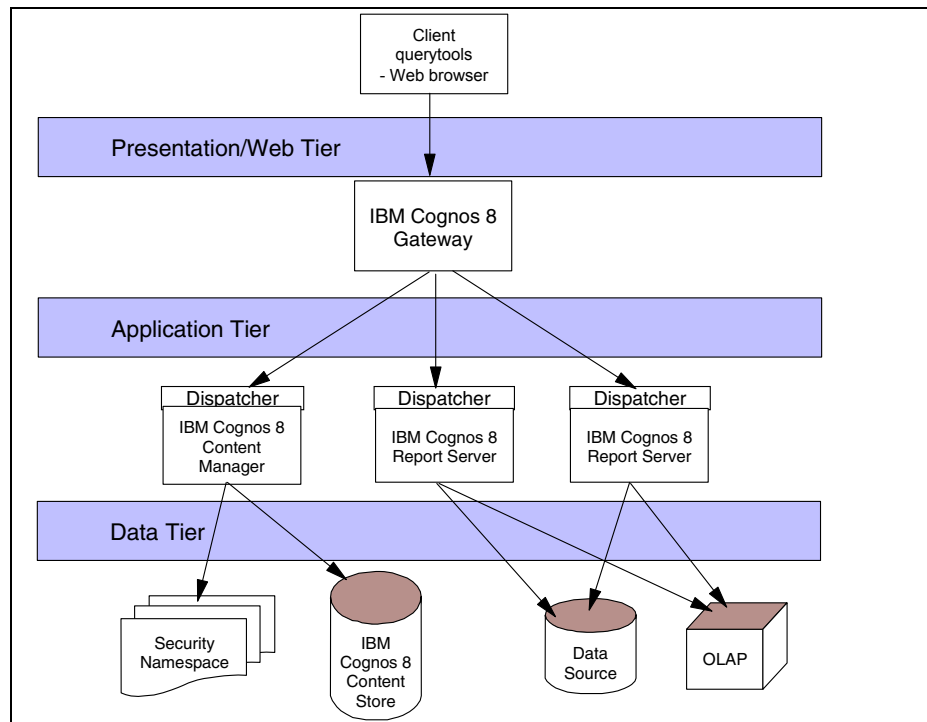 Client
querytools
- Web browser
Presentation/Web Tier
IBM Cognos 8
Gateway
Application Tier
Dispatcher
IBM Cognos 8
Content
Manager
Dispatcher
IBM Cognos 8
Report Server
Dispatcher
IBM Cognos 8
Report Server
Data Tier
Security
Namespace
IBM
Cognos 8
Content
Store
Data
Source
OLAP